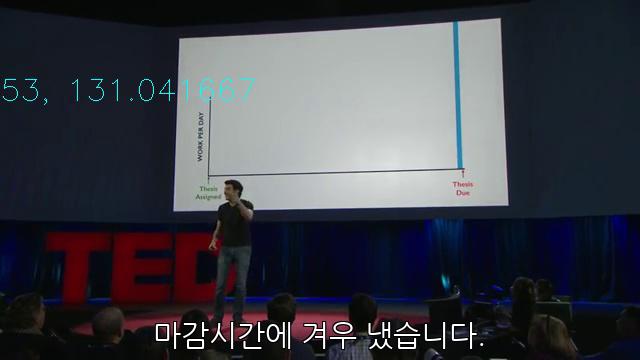 53, 131.041667
WORK PER DAY
Thesis
Assigned
Thesis
Due
TED
마감시간에 겨우 냈습니다.